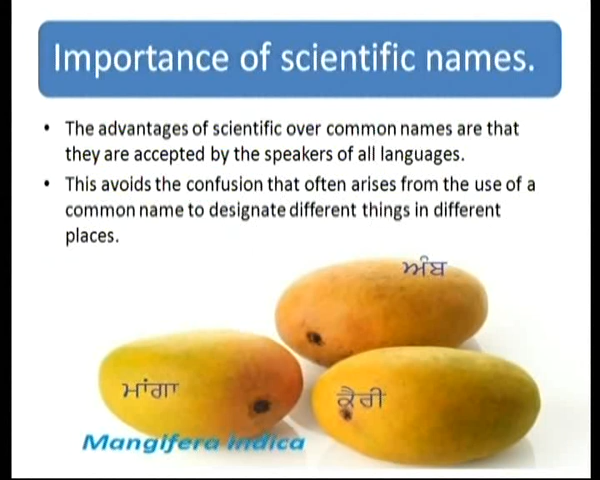 Importance of scientific names.
• The advantages of scientific over common names are that
they are accepted by the speakers of all languages.
• This avoids the confusion that often arises from the use of a
common name to designate different things in different
places.
ਅੰਬ
ਮਾਂਗਾ
ਕੈਰੀ
Mangifera indica